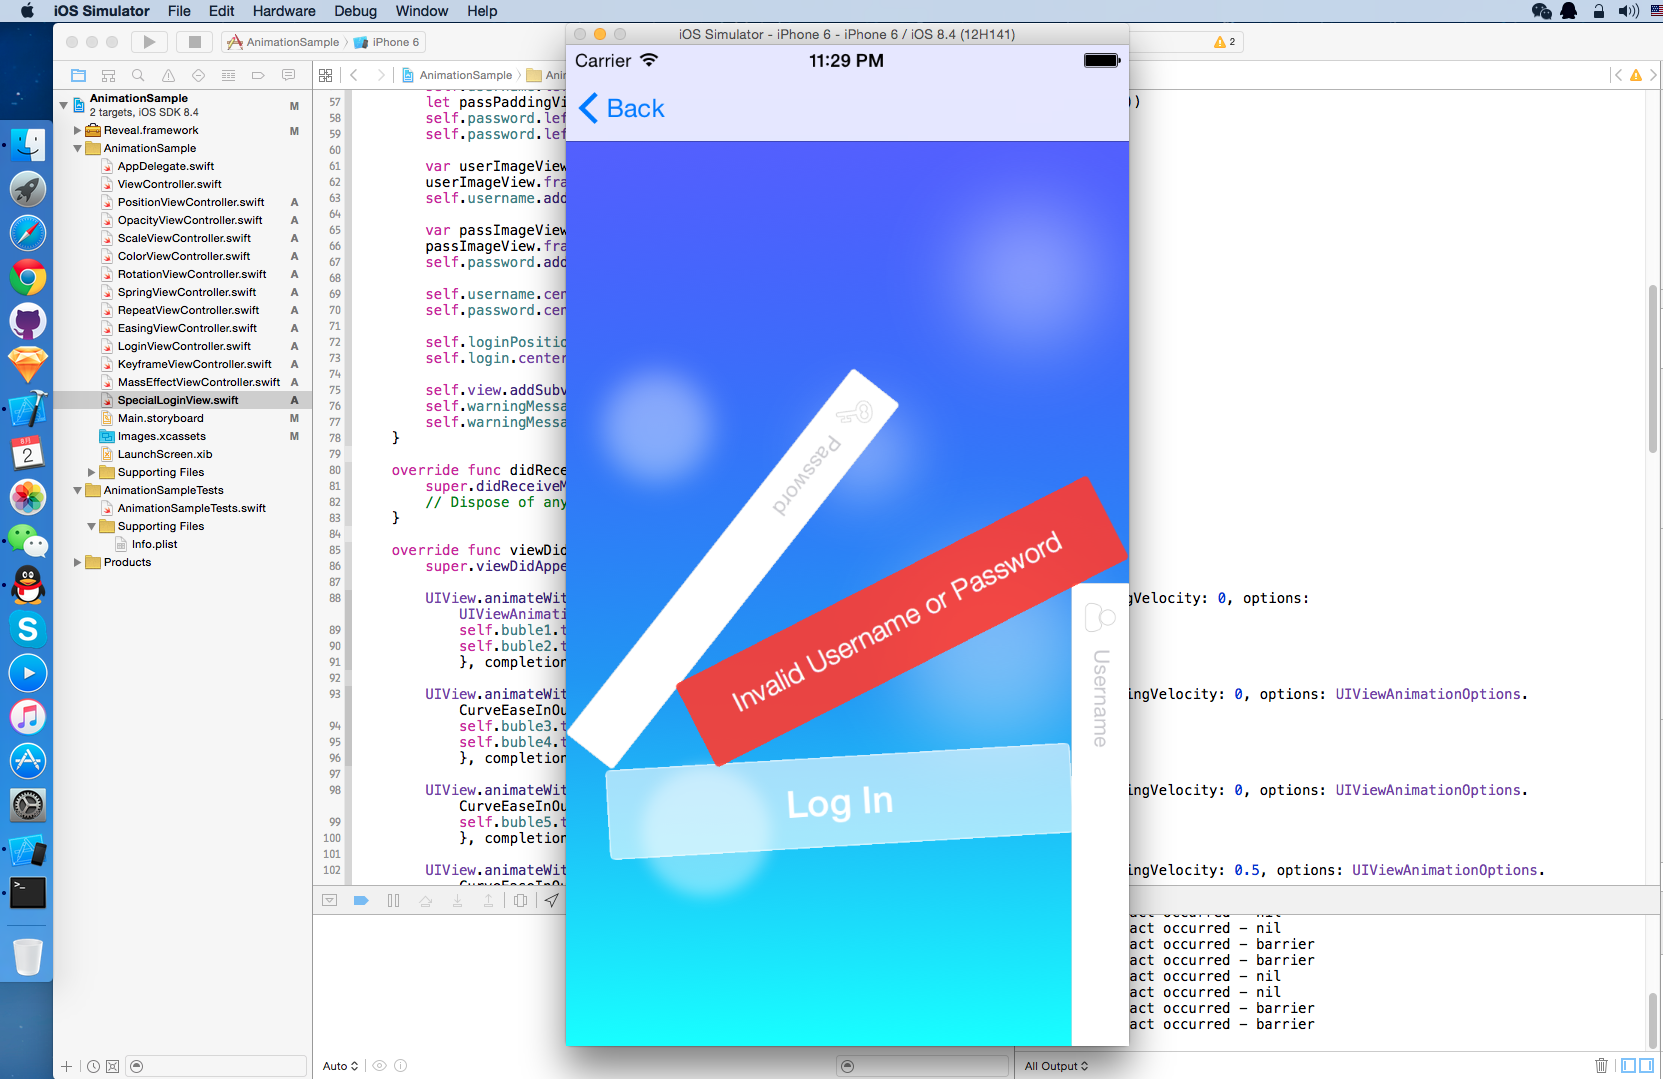 iOS Simulator File Edit Hardware Debug Window Help
AnimationSample iPhone 6
iOS Simulator - iPhone 6 - iPhone 6 / iOS 8.4 (12H141)
2
AnimationSample
2 targets, iOS SDK 8.4
M
Reveal.framework M
AnimationSample
AppDelegate.swift
ViewController.swift
PositionViewController.swift A
OpacityViewController.swift A
ScaleViewController.swift A
ColorViewController.swift A
RotationViewController.swift A
SpringViewController.swift A
RepeatViewController.swift A
EasingViewController.swift A
LoginViewController.swift A
KeyframeViewController.swift A
MassEffectViewController.swift A
SpecialLoginView.swift A
Main.storyboard M
Images.xcassets M
LaunchScreen.xib
Supporting Files
AnimationSampleTests
AnimationSampleTests.swift
Supporting Files
Info.plist
Products
AnimationSample Ani
57 let passPaddingVi ))
58 self.password.lef
59 self.password.lef
60
61 var userImageView
62 userImageView.fra
63 self.username.add
64
65 var passImageView
66 passImageView.fra
67 self.password.add
68
69 self.username.cen
70 self.password.cen
71
72 self.loginPositio
73 self.login.center
74
75 self.view.addSubv
76 self.warningMessa
77 self.warningMessa
78 }
79
80 override func didRece
81 super.didReceiveM
82 // Dispose of any
83 }
84
85 override func viewDid
86 super.viewDidAppe
87
88 UIView.animateWit gVelocity: 0, options:
UIViewAnimati
89 self.buble1.t
90 self.buble2.t
91 }, completion
92
93 UIView.animateWit ngVelocity: 0, options: UIViewAnimationOptions.
CurveEaseInOu
94 self.buble3.t
95 self.buble4.t
96 }, completion
97
98 UIView.animateWit ngVelocity: 0, options: UIViewAnimationOptions.
CurveEaseInOu
99 self.buble5.t
100 }, completion
101
102 UIView.animateWit ngVelocity: 0.5, options: UIViewAnimationOptions.
Carrier 11:29 PM
Back
Password
Invalid Username or Password
Username
Log In
act occurred - nil
act occurred - barrier
act occurred - barrier
act occurred - nil
act occurred - nil
act occurred - barrier
act occurred - barrier
Auto
All Output
8月
2
S